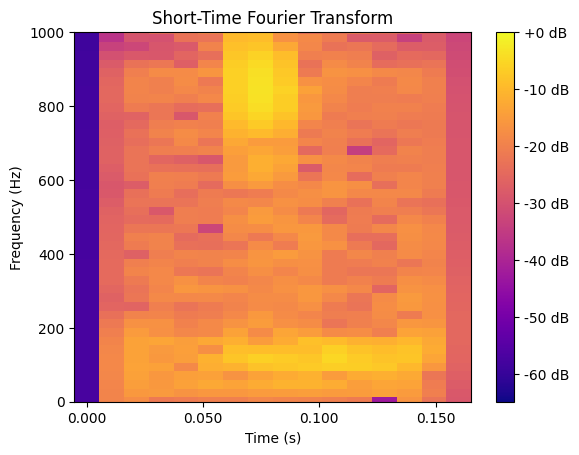 Short-Time Fourier Transform
Frequency (Hz)
1000
800
600
400
200
0
0.000
0.050
0.100
0.150
Time (s)
+0 dB
-10 dB
-20 dB
-30 dB
-40 dB
-50 dB
-60 dB